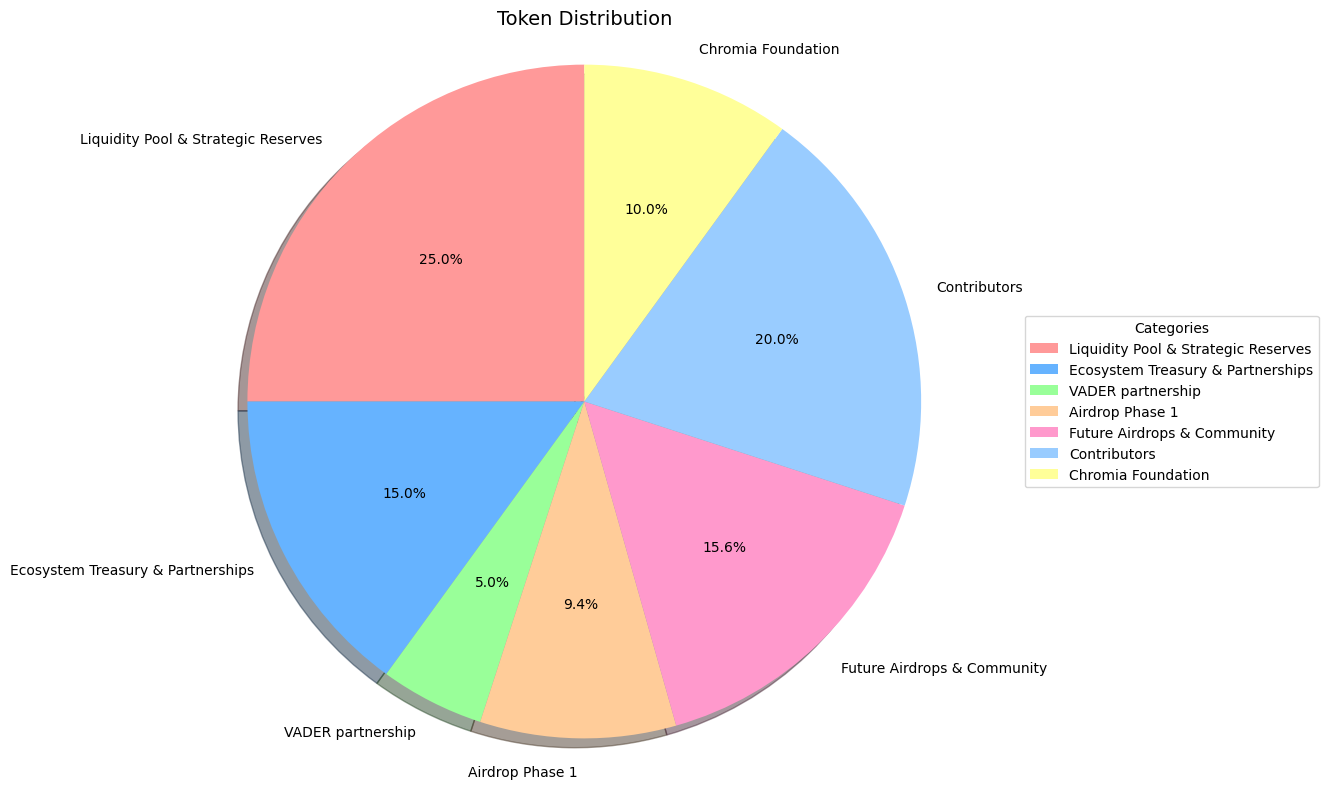 Token Distribution
Chromia Foundation
Liquidity Pool & Strategic Reserves
10.0%
25.0%
Contributors
20.0%
Categories
Liquidity Pool & Strategic Reserves
Ecosystem Treasury & Partnerships
VADER partnership
Airdrop Phase 1
Future Airdrops & Community
Contributors
Chromia Foundation
15.0%
15.6%
Ecosystem Treasury & Partnerships
5.0%
9.4%
Future Airdrops & Community
VADER partnership
Airdrop Phase 1